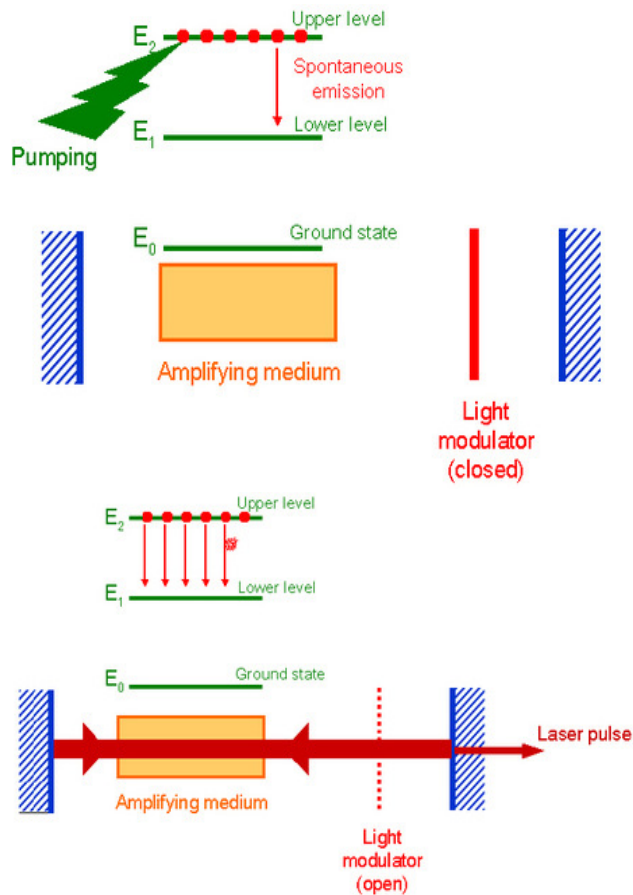 E2 Upper level
Spontaneous
emission
E1 Lower level
Pumping
E0 Ground state
Amplifying medium
Light
modulator
(closed)
E2 Upper level
E1 Lower level
E0 Ground state
Laser pulse
Amplifying medium
Light
modulator
(open)